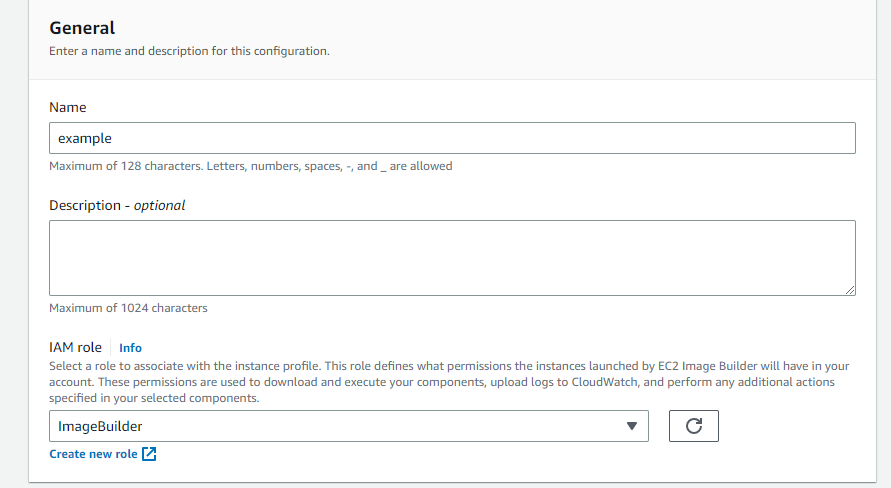 General
Enter a name and description for this configuration.
Name
example
Maximum of 128 characters. Letters, numbers, spaces, -, and _ are allowed
Description - optional
Maximum of 1024 characters
IAM role Info
Select a role to associate with the instance profile. This role defines what permissions the instances launched by EC2 Image Builder will have in your
account. These permissions are used to download and execute your components, upload logs to CloudWatch, and perform any additional actions
specified in your selected components.
ImageBuilder
Create new role